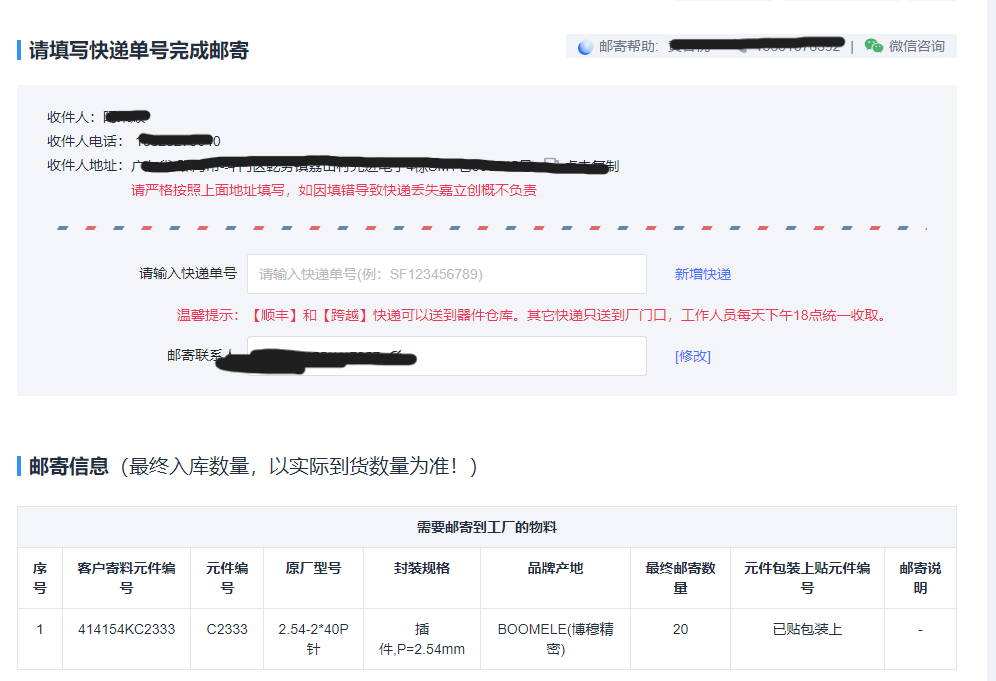 请填写快递单号完成邮寄
邮寄帮助:
| 微信咨询
收件人:
收件人电话:
收件人地址: 广
请严格按照上面地址填写，如因填错导致快递丢失嘉立创慨不负责
请输入快递单号 请输入快递单号(例：SF123456789) 新增快递
温馨提示：【顺丰】和【跨越】快递可以送到器件仓库。其它快递只送到厂门口，工作人员每天下午18点统一收取。
邮寄联系人 [修改]
邮寄信息（最终入库数量，以实际到货数量为准！）
需要邮寄到工厂的物料
序号 客户寄料元件编号 元件编号 原厂型号 封装规格 品牌产地 最终邮寄数量 元件包装上贴元件编号 邮寄说明
1 414154KC2333 C2333 2.54-2*40P针 插件,P=2.54mm BOOMELE(博穆精密) 20 已贴包装上 -